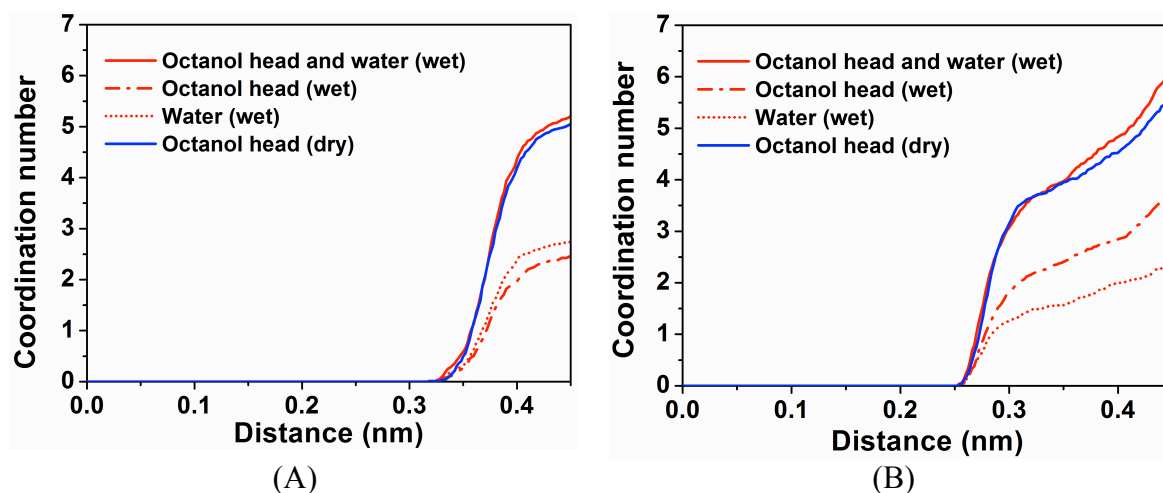 7
6
5
4
3
2
1
0
Coordination number
Octanol head and water (wet)
Octanol head (wet)
Water (wet)
Octanol head (dry)
0.0 0.1 0.2 0.3 0.4
Distance (nm)
(A)
7
6
5
4
3
2
1
0
Coordination number
Octanol head and water (wet)
Octanol head (wet)
Water (wet)
Octanol head (dry)
0.0 0.1 0.2 0.3 0.4
Distance (nm)
(B)